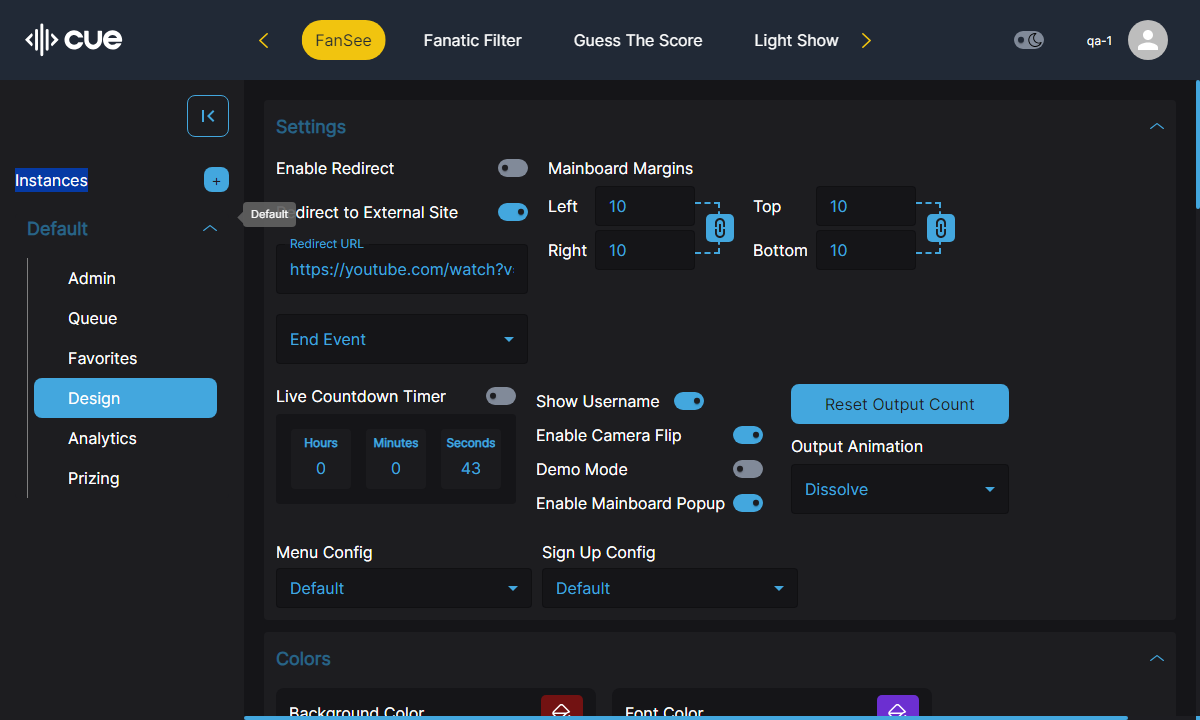 cue
FanSee
Fanatic Filter
Guess The Score
Light Show
qa-1
Instances
+
Default
Default
Admin
Queue
Favorites
Design
Analytics
Prizing
Settings
Enable Redirect
Mainboard Margins
direct to External Site
Left 10
Top 10
Redirect URL
https://youtube.com/watch?v
Right 10
Bottom 10
End Event
Live Countdown Timer
Hours
0
Minutes
0
Seconds
43
Show Username
Enable Camera Flip
Demo Mode
Enable Mainboard Popup
Reset Output Count
Output Animation
Dissolve
Menu Config
Default
Sign Up Config
Default
Colors
Background Color
Font Color